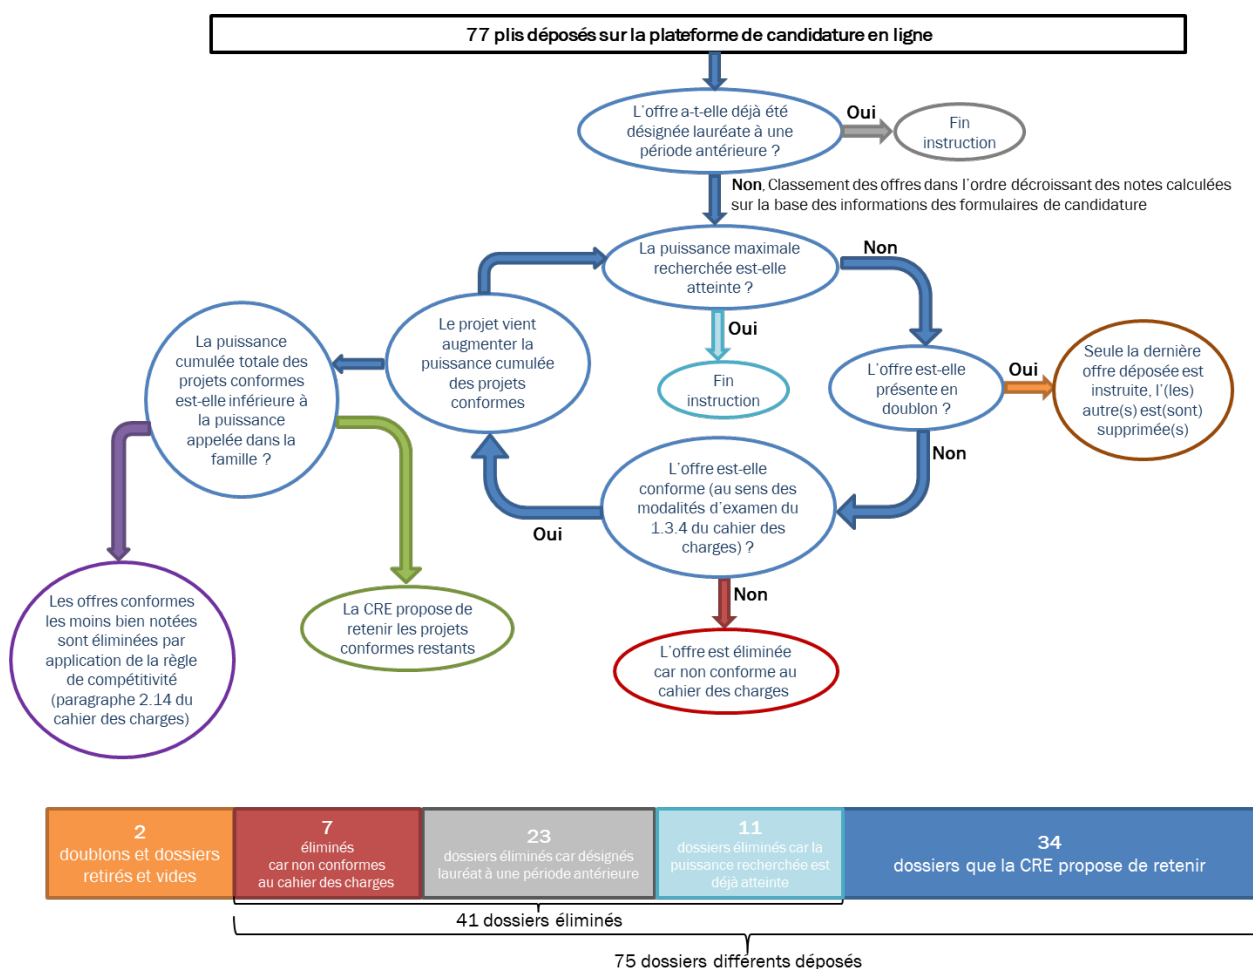 77 plis déposés sur la plateforme de candidature en ligne
L'offre a-t-elle déjà été
désignée lauréate à une
période antérieure ?
Oui
Fin
instruction
Non, Classement des offres dans l'ordre décroissant des notes calculées
sur la base des informations des formulaires de candidature
La puissance maximale
recherchée est-elle
atteinte ?
Non
Oui
Fin
instruction
La puissance
cumulée totale des
projets conformes
est-elle inférieure à
la puissance
appelée dans la
famille ?
Le projet vient
augmenter la
puissance cumulée
des projets
conformes
L'offre est-elle
présente en
doublon ?
Oui
Seule la dernière
offre déposée est
instruite, l'(les)
autre(s) est(sont)
supprimée(s)
Non
L'offre est-elle
conforme (au sens des
modalités d'examen du
1.3.4 du cahier des
charges) ?
Oui
Non
Les offres conformes
les moins bien notées
sont éliminées par
application de la règle
de compétitivité
(paragraphe 2.14 du
cahier des charges)
La CRE propose de
retenir les projets
conformes restants
L'offre est éliminée
car non conforme au
cahier des charges
2
doublons et dossiers
retirés et vides
7
éliminés
car non conformes
au cahier des charges
23
dossiers éliminés car désignés
lauréat à une période antérieure
11
dossiers éliminés car la
puissance recherchée est
déjà atteinte
34
dossiers que la CRE propose de retenir
41 dossiers éliminés
75 dossiers différents déposés